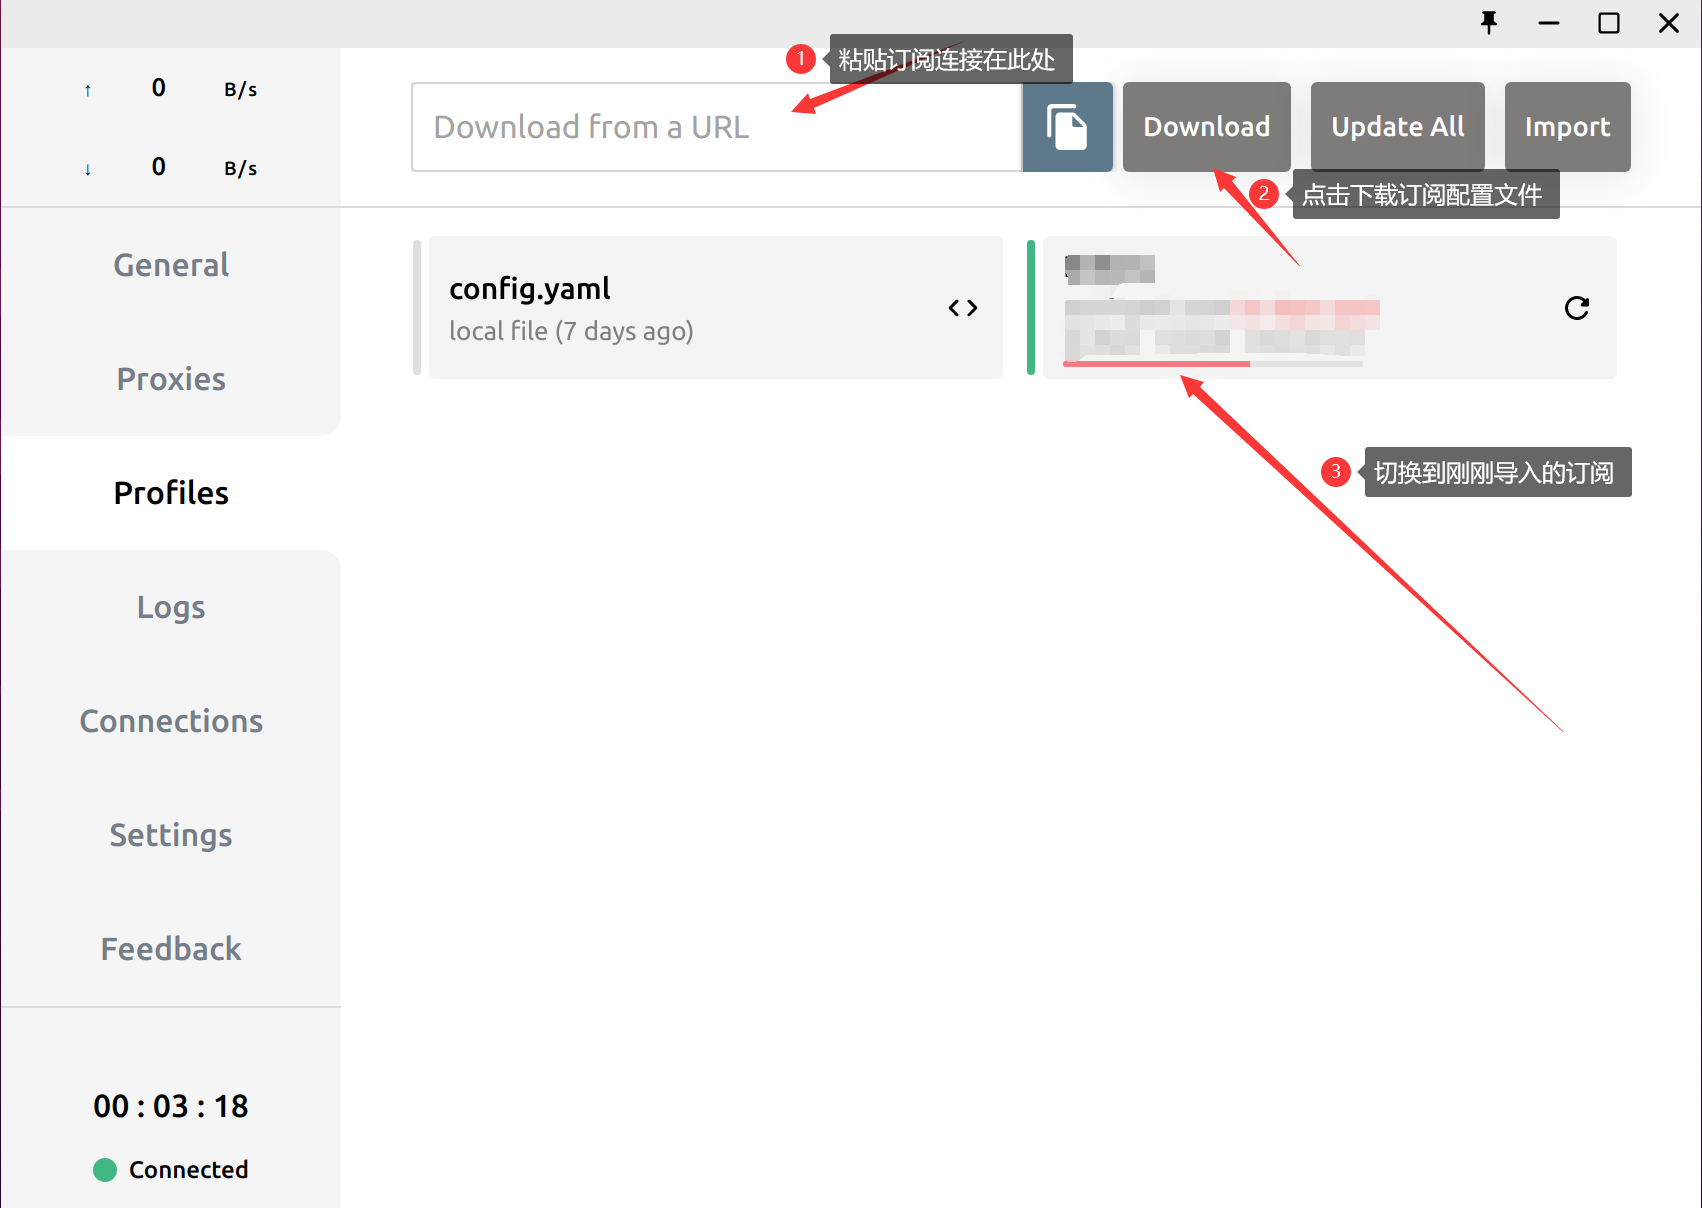 ↑ 0 B/s
↓ 0 B/s
General
Proxies
Profiles
Logs
Connections
Settings
Feedback
00 : 03 : 18
Connected
1 粘贴订阅连接在此处
Download from a URL
Download
Update All
Import
2 点击下载订阅配置文件
config.yaml
local file (7 days ago)
3 切换到刚刚导入的订阅